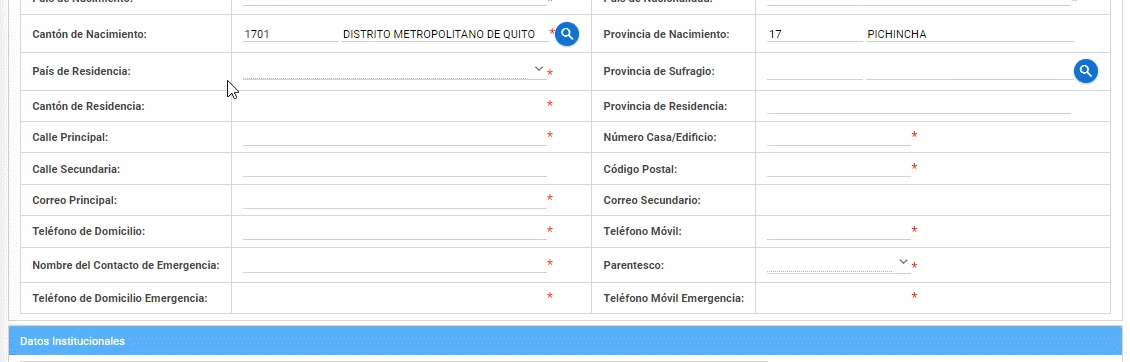 País de Nacimiento: * País de Nacionalidad: *
Cantón de Nacimiento: 1701 DISTRITO METROPOLITANO DE QUITO * Provincia de Nacimiento: 17 PICHINCHA
País de Residencia: * Provincia de Sufragio:
Cantón de Residencia: * Provincia de Residencia:
Calle Principal: * Número Casa/Edificio: *
Calle Secundaria: Código Postal: *
Correo Principal: * Correo Secundario:
Teléfono de Domicilio: * Teléfono Móvil: *
Nombre del Contacto de Emergencia: * Parentesco: *
Teléfono de Domicilio Emergencia: * Teléfono Móvil Emergencia: *
Datos Institucionales